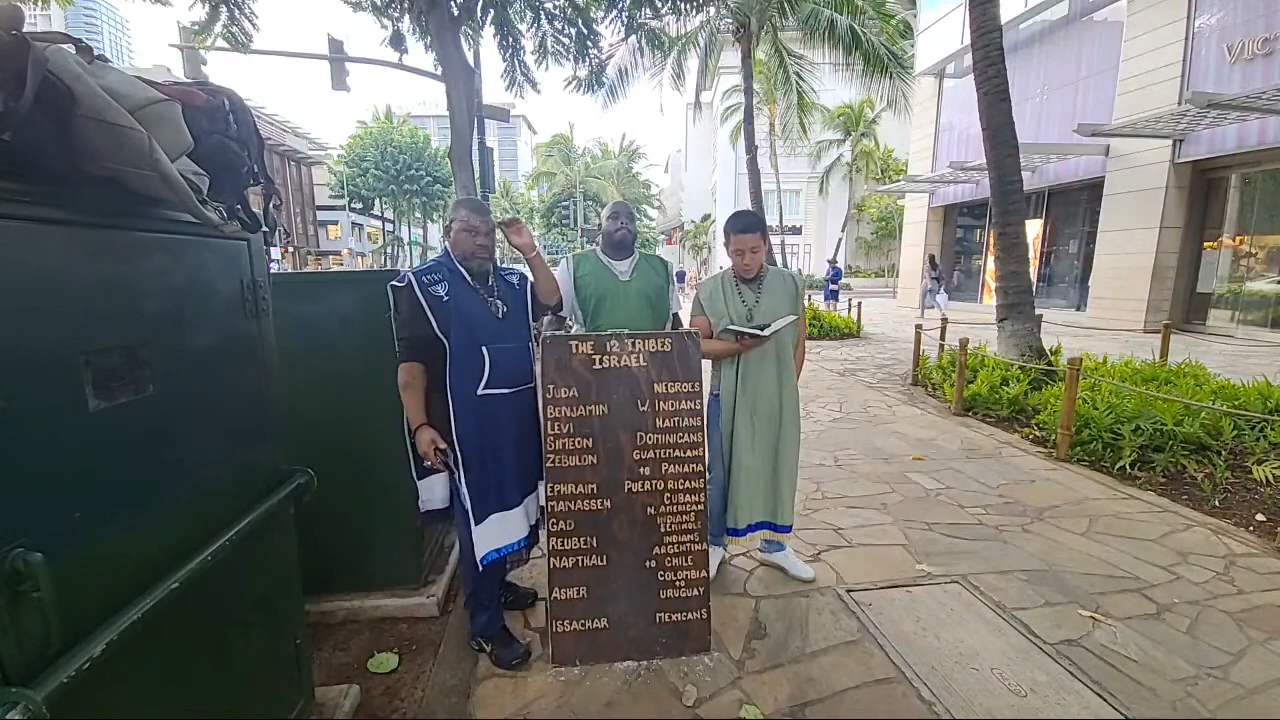 VICT
THE 12 TRIBES
ISRAEL
JUDA NEGROES
BENJAMIN W. INDIANS
LEVI HAITIANS
SIMEON DOMINICANS
ZEBULON GUATEMALANS
to PANAMA
EPHRAIM PUERTO RICANS
MANASSEH CUBANS
GAD N. AMERICAN
INDIANS
REUBEN SEMINOLE
INDIANS
NAPTHALI ARGENTINA
to CHILE
ASHER COLOMBIA
to
URUGUAY
ISSACHAR MEXICANS